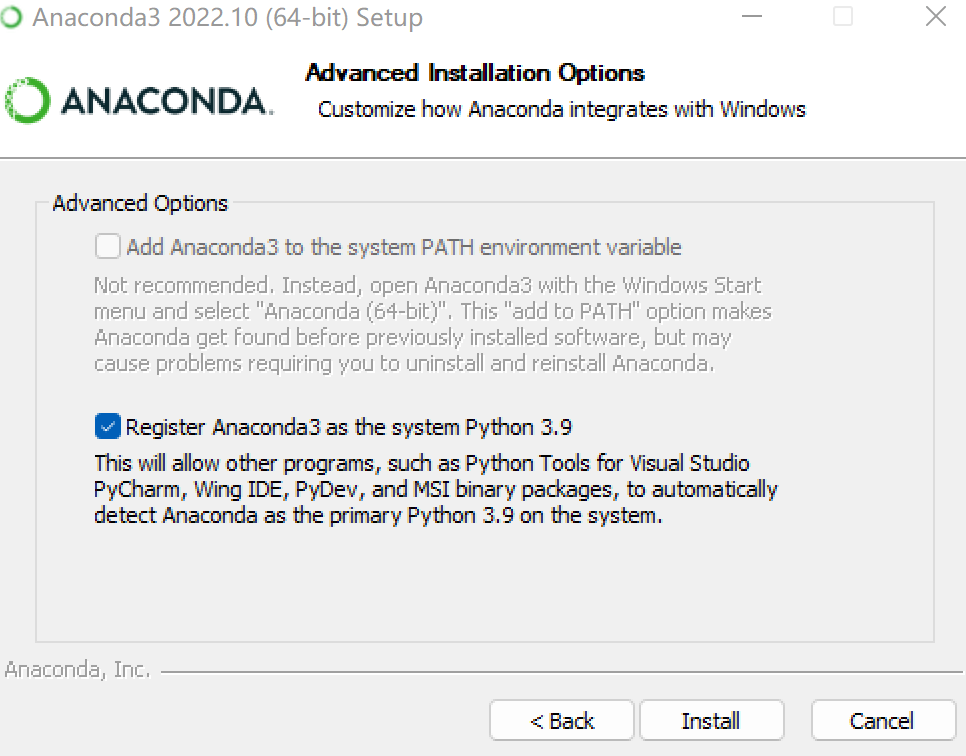 Anaconda3 2022.10 (64-bit) Setup
ANACONDA.
Advanced Installation Options
Customize how Anaconda integrates with Windows
Advanced Options
Add Anaconda3 to the system PATH environment variable
Not recommended. Instead, open Anaconda3 with the Windows Start
menu and select "Anaconda (64-bit)". This "add to PATH" option makes
Anaconda get found before previously installed software, but may
cause problems requiring you to uninstall and reinstall Anaconda.
Register Anaconda3 as the system Python 3.9
This will allow other programs, such as Python Tools for Visual Studio
PyCharm, Wing IDE, PyDev, and MSI binary packages, to automatically
detect Anaconda as the primary Python 3.9 on the system.
Anaconda, Inc.
< Back
Install
Cancel